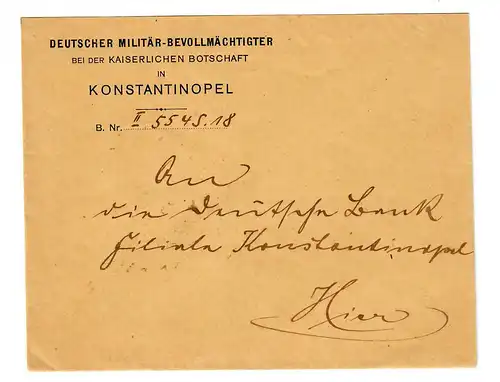 DEUTSCHER MILITÄR-BEVOLLMÄCHTIGTER
BEI DER KAISERLICHEN BOTSCHAFT
IN
KONSTANTINOPEL
B. Nr. II 5545.18
An
die Deutsche Bank
Filiale Konstantinopel
Hier